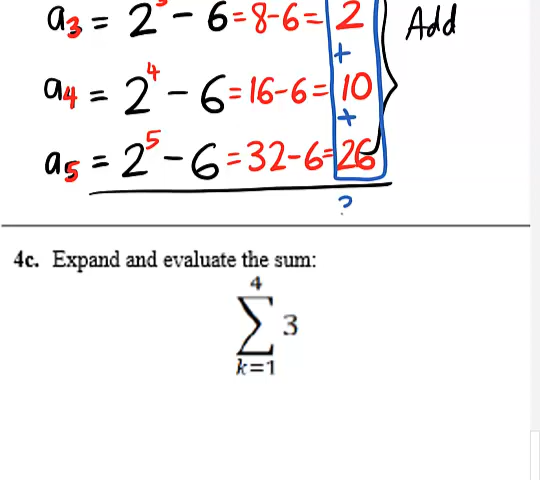 a₃ = 2³ - 6 = 8-6 = 2 Add
+
a₄ = 2⁴ - 6 = 16-6 = 10
+
a₅ = 2⁵ - 6 = 32-6 = 26
?
4c. Expand and evaluate the sum:
4
∑ 3
k=1